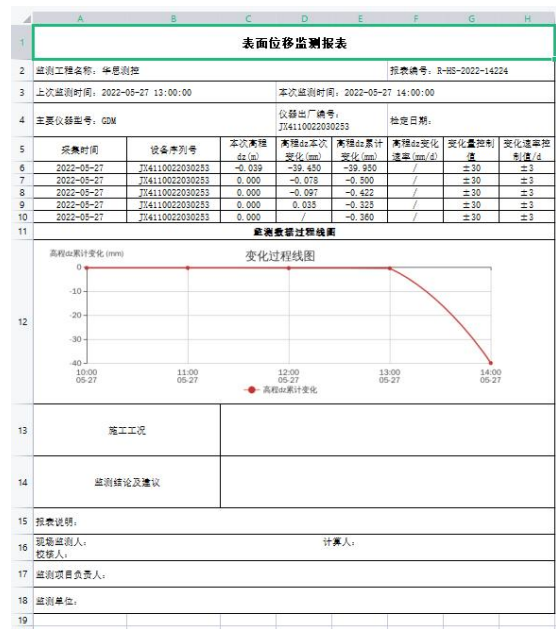 A B C D E F G H
1 表面位移监测报表
2 监测工程名称：华思测控 报表编号：R-HS-2022-14224
3 上次监测时间：2022-05-27 13:00:00 本次监测时间：2022-05-27 14:00:00
4 主要仪器型号：GDM 仪器出厂编号： 检定日期：
JX4110022030253
5 采集时间 设备序列号 本次高程 高程dz本次 高程dz累计 高程dz变化 变化量控制 变化速率控
dz(m) 变化(mm) 变化(mm) 速率(mm/d) 值 制值/d
6 2022-05-27 JX4110022030253 -0.039 -39.450 -39.950 / ±30 ±3
7 2022-05-27 JX4110022030253 0.000 -0.078 -0.500 / ±30 ±3
8 2022-05-27 JX4110022030253 0.000 -0.097 -0.422 / ±30 ±3
9 2022-05-27 JX4110022030253 0.000 0.035 -0.325 / ±30 ±3
10 2022-05-27 JX4110022030253 0.000 / -0.360 / ±30 ±3
11 监测数据过程线图
12
高程dz累计变化 (mm) 变化过程线图
0
-10
-20
-30
-40
10:00 11:00 12:00 13:00 14:00
05-27 05-27 05-27 05-27 05-27
高程dz累计变化
13 施工工况
14 监测结论及建议
15 报表说明：
16 现场监测人： 计算人：
校核人：
17 监测项目负责人：
18 监测单位：
19